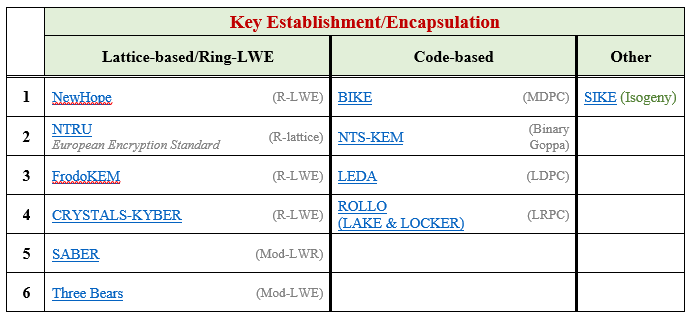 Key Establishment/Encapsulation
Lattice-based/Ring-LWE Code-based Other
1 NewHope (R-LWE) BIKE (MDPC) SIKE (Isogeny)
2 NTRU (R-lattice) NTS-KEM (Binary
European Encryption Standard Goppa)
3 FrodoKEM (R-LWE) LEDA (LDPC)
4 CRYSTALS-KYBER (R-LWE) ROLLO (LRPC)
(LAKE & LOCKER)
5 SABER (Mod-LWR)
6 Three Bears (Mod-LWE)